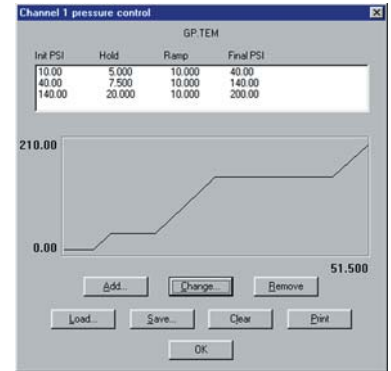 Channel 1 pressure control
GP.TEM
Init PSI Hold Ramp Final PSI
10.00 5.000 10.000 40.00
40.00 7.500 10.000 140.00
140.00 20.000 10.000 200.00
210.00
0.00
51.500
Add... Change... Remove
Load... Save... Clear Print
OK